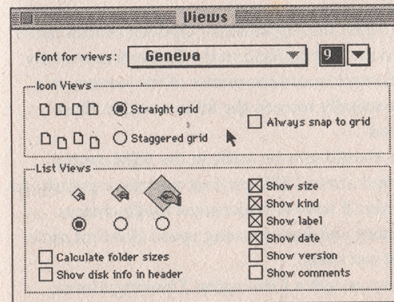 Views
Font for views: Geneva 9
Icon Views
Straight grid
Always snap to grid
Staggered grid
List Views
Show size
Show kind
Show label
Show date
Calculate folder sizes
Show version
Show disk info in header
Show comments